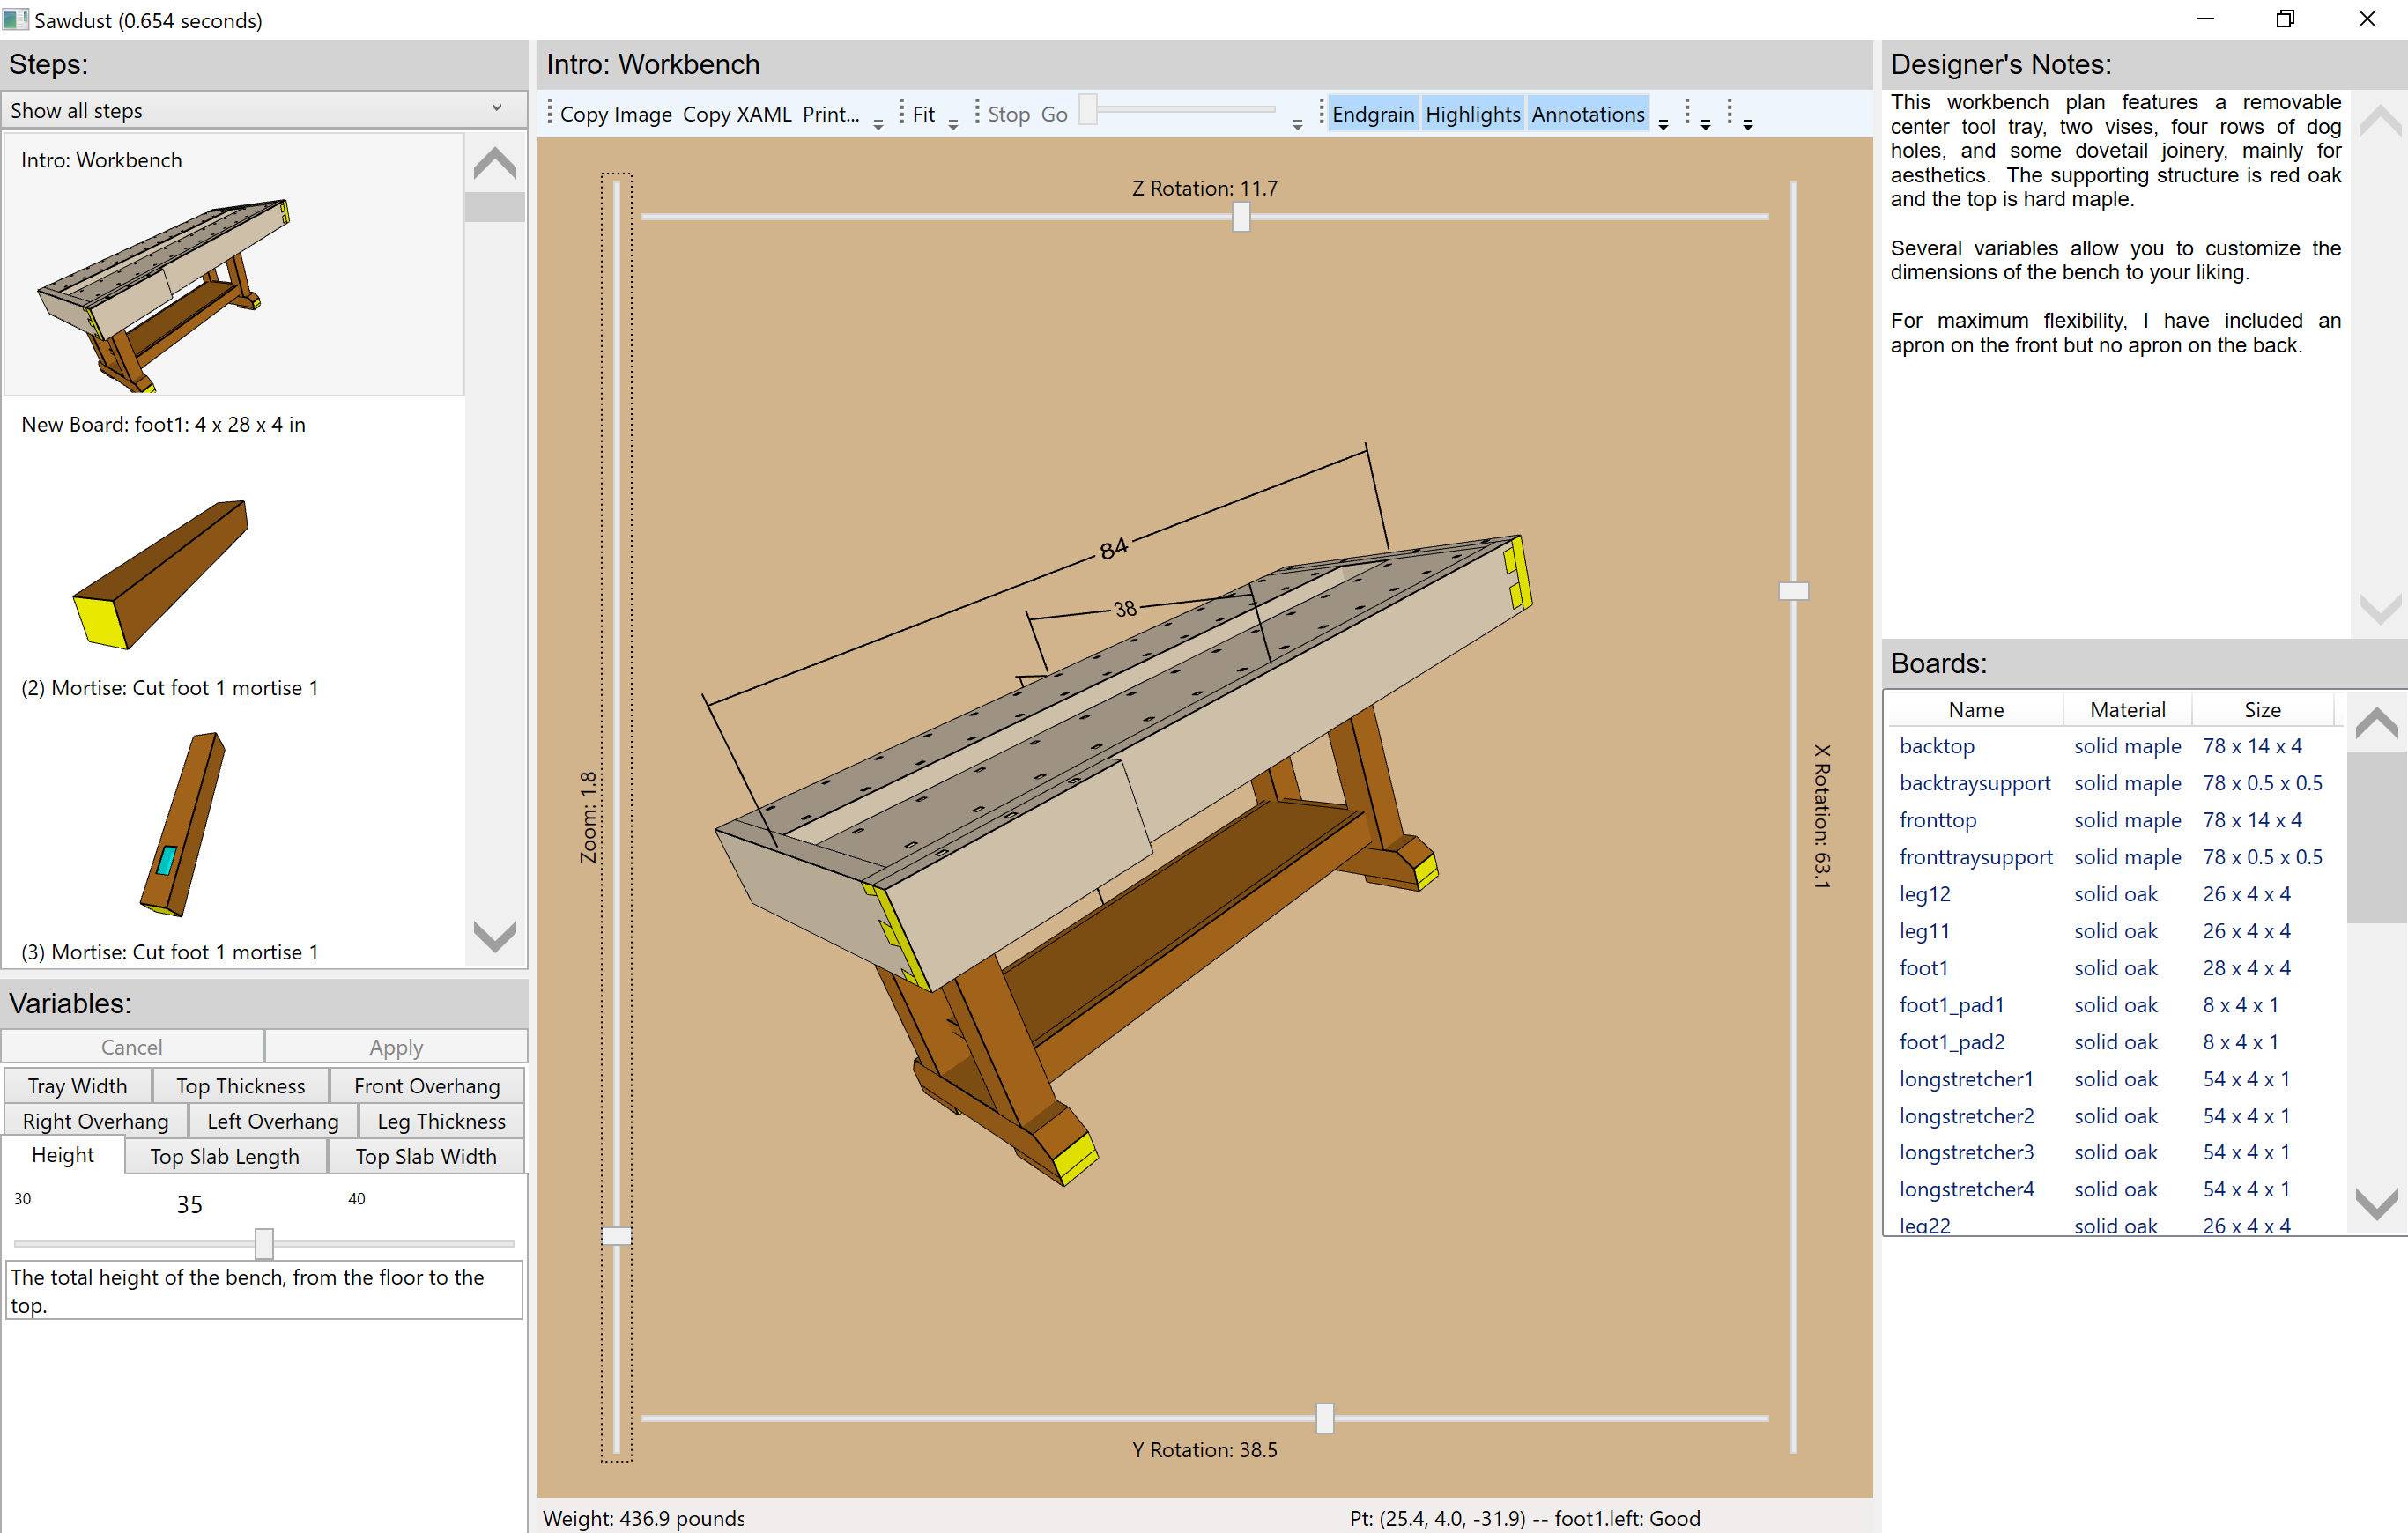 Sawdust (0.654 seconds)
Steps:
Show all steps
Intro: Workbench
New Board: foot1: 4 x 28 x 4 in
(2) Mortise: Cut foot 1 mortise 1
(3) Mortise: Cut foot 1 mortise 1
Variables:
Cancel Apply
Tray Width Top Thickness Front Overhang
Right Overhang Left Overhang Leg Thickness
Height Top Slab Length Top Slab Width
30 35 40
The total height of the bench, from the floor to the
top.
Intro: Workbench
Copy Image Copy XAML Print... Fit Stop Go Endgrain Highlights Annotations
Z Rotation: 11.7
84
38
Zoom: 1.8
X Rotation: 63.1
Y Rotation: 38.5
Weight: 436.9 pounds
Pt: (25.4, 4.0, -31.9) -- foot1.left: Good
Designer's Notes:
This workbench plan features a removable
center tool tray, two vises, four rows of dog
holes, and some dovetail joinery, mainly for
aesthetics. The supporting structure is red oak
and the top is hard maple.
Several variables allow you to customize the
dimensions of the bench to your liking.
For maximum flexibility, I have included an
apron on the front but no apron on the back.
Boards:
Name Material Size
backtop solid maple 78 x 14 x 4
backtraysupport solid maple 78 x 0.5 x 0.5
fronttop solid maple 78 x 14 x 4
fronttraysupport solid maple 78 x 0.5 x 0.5
leg12 solid oak 26 x 4 x 4
leg11 solid oak 26 x 4 x 4
foot1 solid oak 28 x 4 x 4
foot1_pad1 solid oak 8 x 4 x 1
foot1_pad2 solid oak 8 x 4 x 1
longstretcher1 solid oak 54 x 4 x 1
longstretcher2 solid oak 54 x 4 x 1
longstretcher3 solid oak 54 x 4 x 1
longstretcher4 solid oak 54 x 4 x 1
leg22 solid oak 26 x 4 x 4